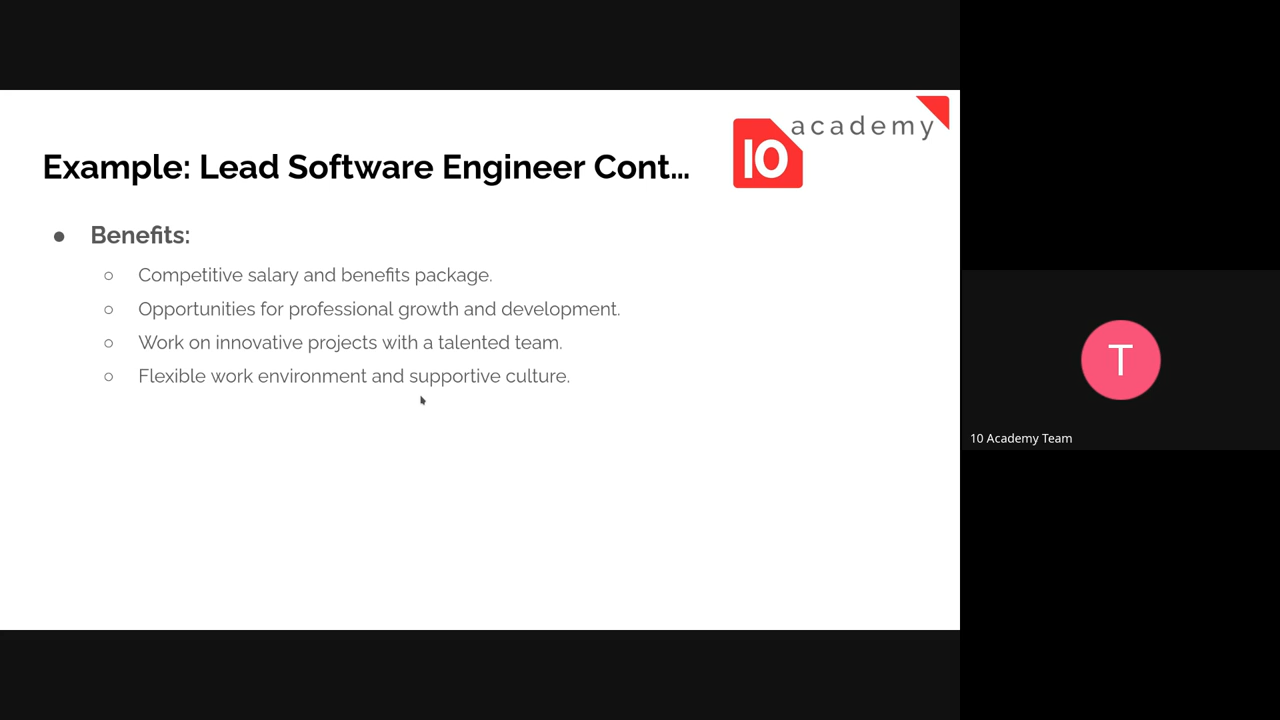 academy
10
Example: Lead Software Engineer Cont...
● Benefits:
○ Competitive salary and benefits package.
○ Opportunities for professional growth and development.
○ Work on innovative projects with a talented team.
○ Flexible work environment and supportive culture.
T
10 Academy Team